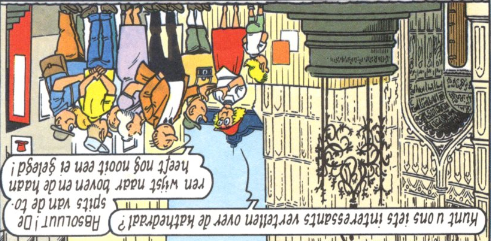 Kunt u ons iets interessants vertellen over de kathedraal?
Absoluut! De
spits van de to-
ren wijst naar boven en de haan
heeft nog nooit een ei gelegd!